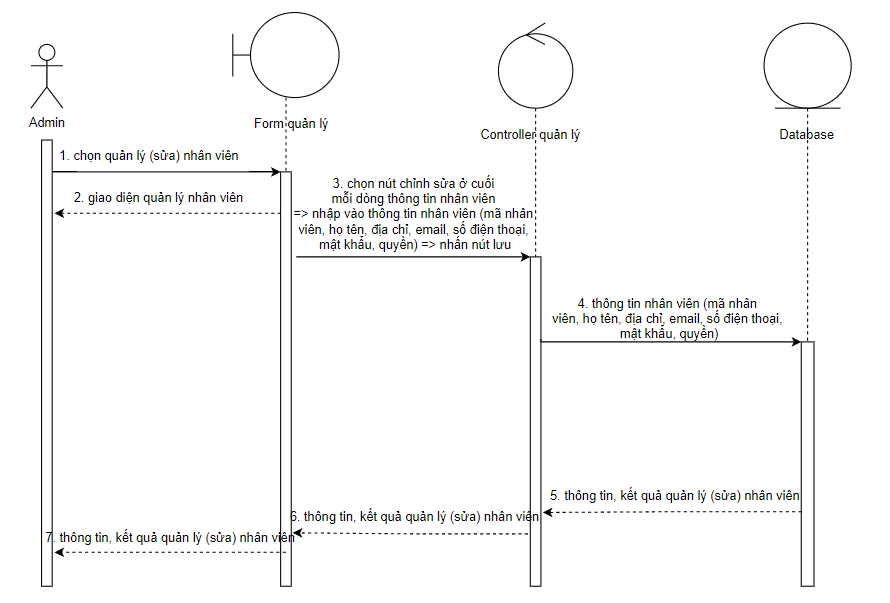 Admin
Form quản lý
Controller quản lý
Database
1. chọn quản lý (sửa) nhân viên
2. giao diện quản lý nhân viên
3. chọn nút chỉnh sửa ở cuối
mỗi dòng thông tin nhân viên
=> nhập vào thông tin nhân viên (mã nhân
viên, họ tên, địa chỉ, email, số điện thoại,
mật khẩu, quyền) => nhấn nút lưu
4. thông tin nhân viên (mã nhân
viên, họ tên, địa chỉ, email, số điện thoại,
mật khẩu, quyền)
5. thông tin, kết quả quản lý (sửa) nhân viên
6. thông tin, kết quả quản lý (sửa) nhân viên
7. thông tin, kết quả quản lý (sửa) nhân viên